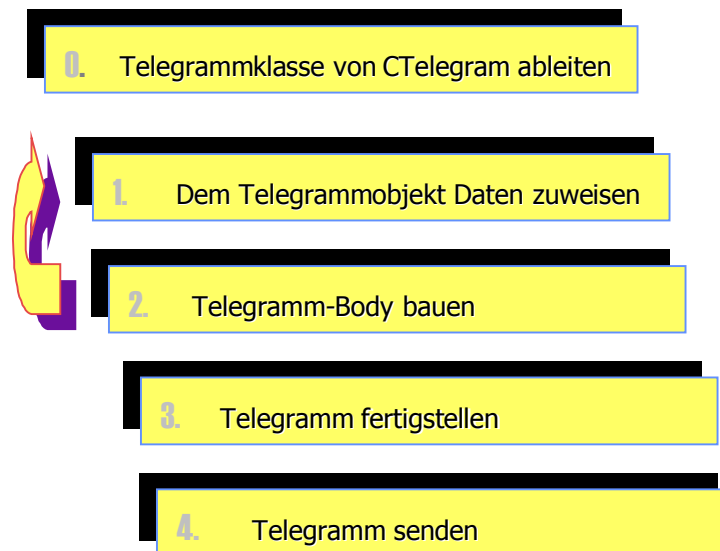 0. Telegrammklasse von CTelegram ableiten
1. Dem Telegrammobjekt Daten zuweisen
2. Telegramm-Body bauen
3. Telegramm fertigstellen
4. Telegramm senden